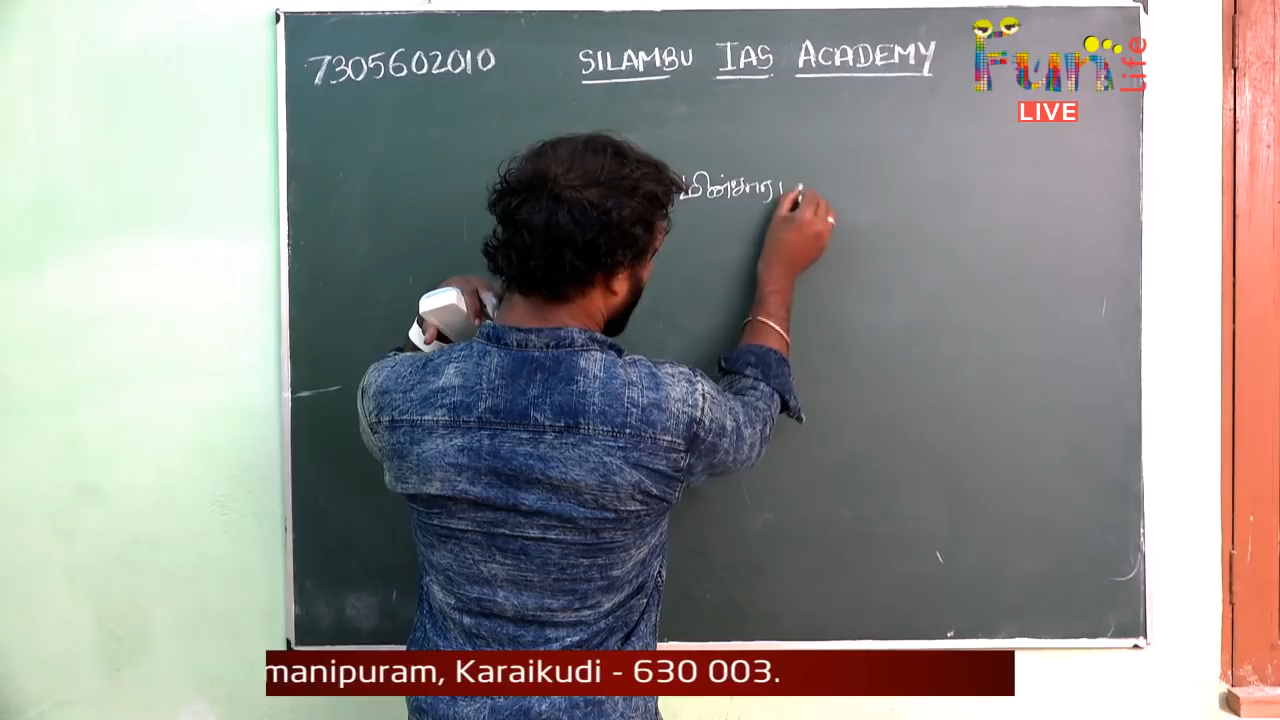 7305602010 SILAMBU IAS ACADEMY
Fun life
LIVE
மின்சார
manipuram, Karaikudi - 630 003.